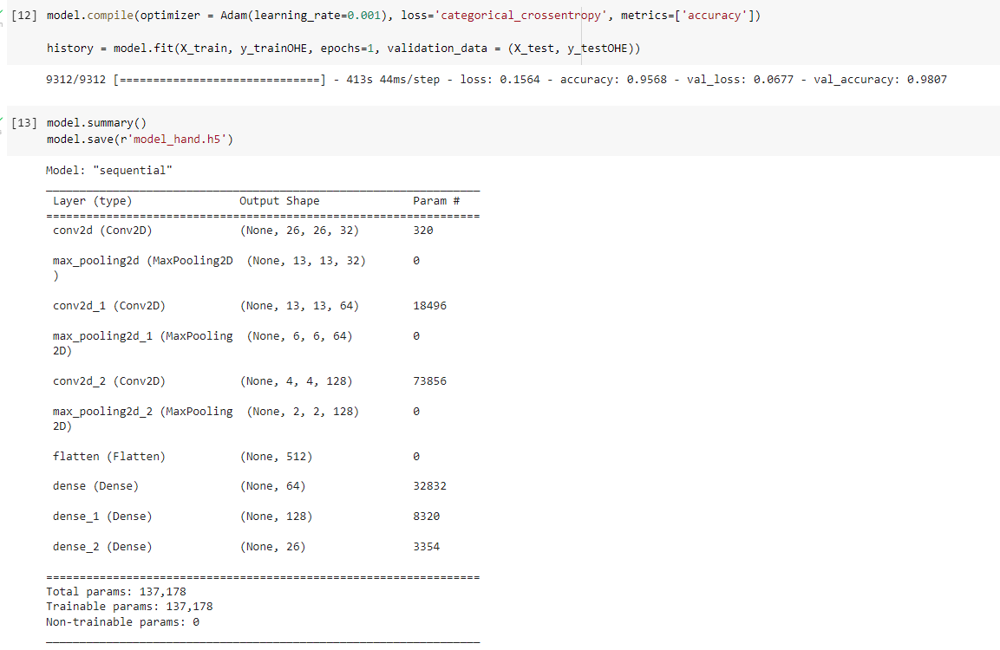 [12] model.compile(optimizer = Adam(learning_rate=0.001), loss='categorical_crossentropy', metrics=['accuracy'])
history = model.fit(X_train, y_trainOHE, epochs=1, validation_data = (X_test, y_testOHE))
9312/9312 [==============================] - 413s 44ms/step - loss: 0.1564 - accuracy: 0.9568 - val_loss: 0.0677 - val_accuracy: 0.9807
[13] model.summary()
model.save(r'model_hand.h5')
Model: "sequential"
_________________________________________________________________
Layer (type) Output Shape Param #
=================================================================
conv2d (Conv2D) (None, 26, 26, 32) 320
max_pooling2d (MaxPooling2D (None, 13, 13, 32) 0
)
conv2d_1 (Conv2D) (None, 13, 13, 64) 18496
max_pooling2d_1 (MaxPooling (None, 6, 6, 64) 0
2D)
conv2d_2 (Conv2D) (None, 4, 4, 128) 73856
max_pooling2d_2 (MaxPooling (None, 2, 2, 128) 0
2D)
flatten (Flatten) (None, 512) 0
dense (Dense) (None, 64) 32832
dense_1 (Dense) (None, 128) 8320
dense_2 (Dense) (None, 26) 3354
=================================================================
Total params: 137,178
Trainable params: 137,178
Non-trainable params: 0
_________________________________________________________________